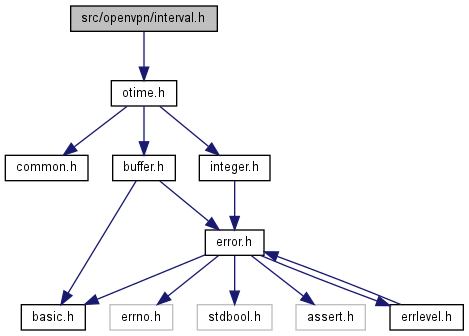 src/openvpn/interval.h
otime.h
common.h
buffer.h
integer.h
error.h
basic.h
errno.h
stdbool.h
assert.h
errlevel.h